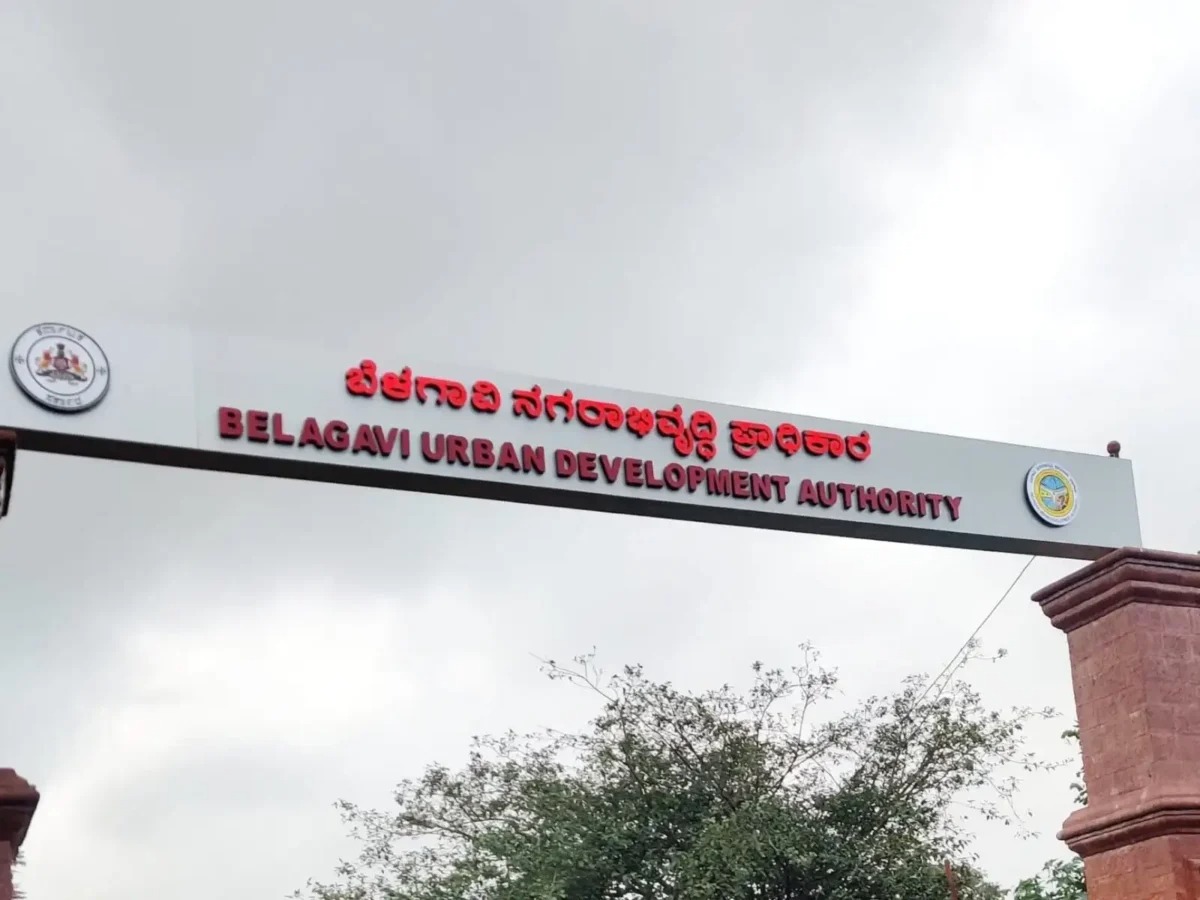 ಬೆಳಗಾವಿ ನಗರಾಭಿವೃದ್ಧಿ ಪ್ರಾಧಿಕಾರ
BELAGAVI URBAN DEVELOPMENT AUTHORITY